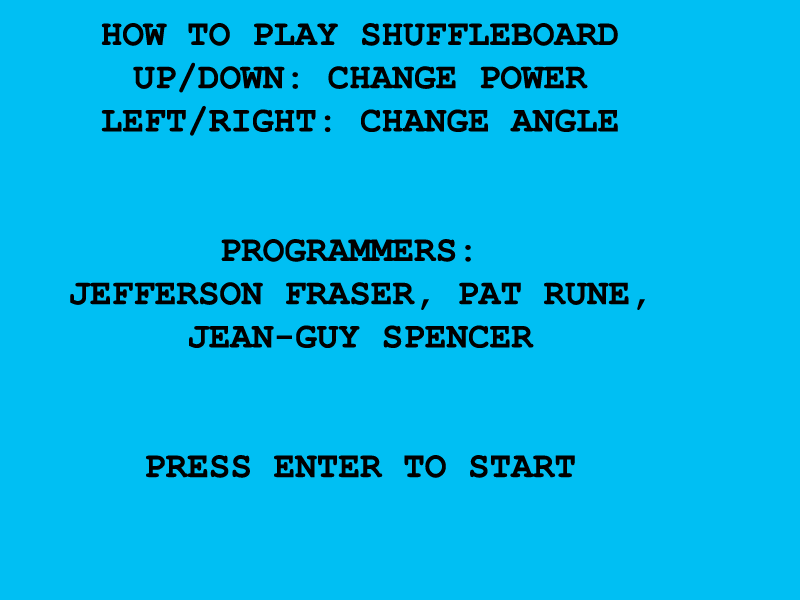 HOW TO PLAY SHUFFLEBOARD
UP/DOWN: CHANGE POWER
LEFT/RIGHT: CHANGE ANGLE
PROGRAMMERS:
JEFFERSON FRASER, PAT RUNE,
JEAN-GUY SPENCER
PRESS ENTER TO START